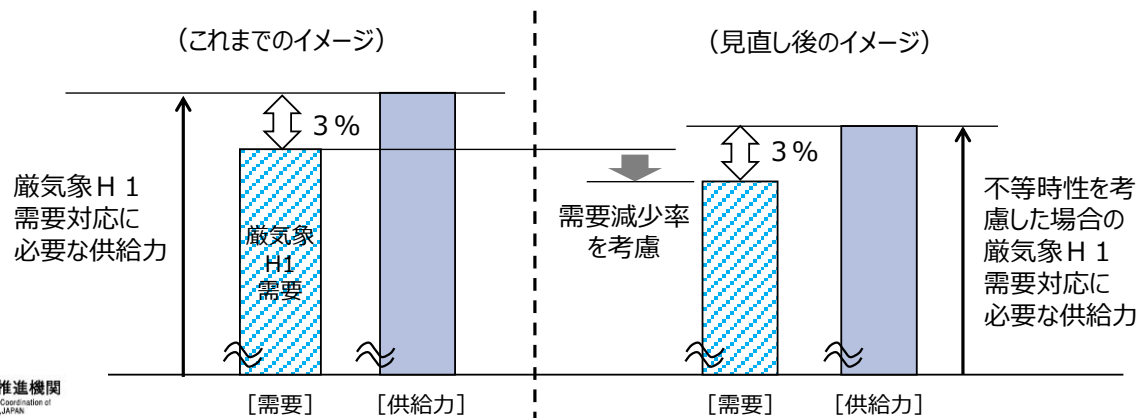 (これまでのイメージ)
3%
厳気象H1
需要対応に
必要な供給力
厳気象
H1
需要
[需要]
[供給力]
(見直し後のイメージ)
3%
需要減少率
を考慮
不等時性を考
慮した場合の
厳気象H1
需要対応に
必要な供給力
[需要]
[供給力]
推進機関
Coordination of
JAPAN